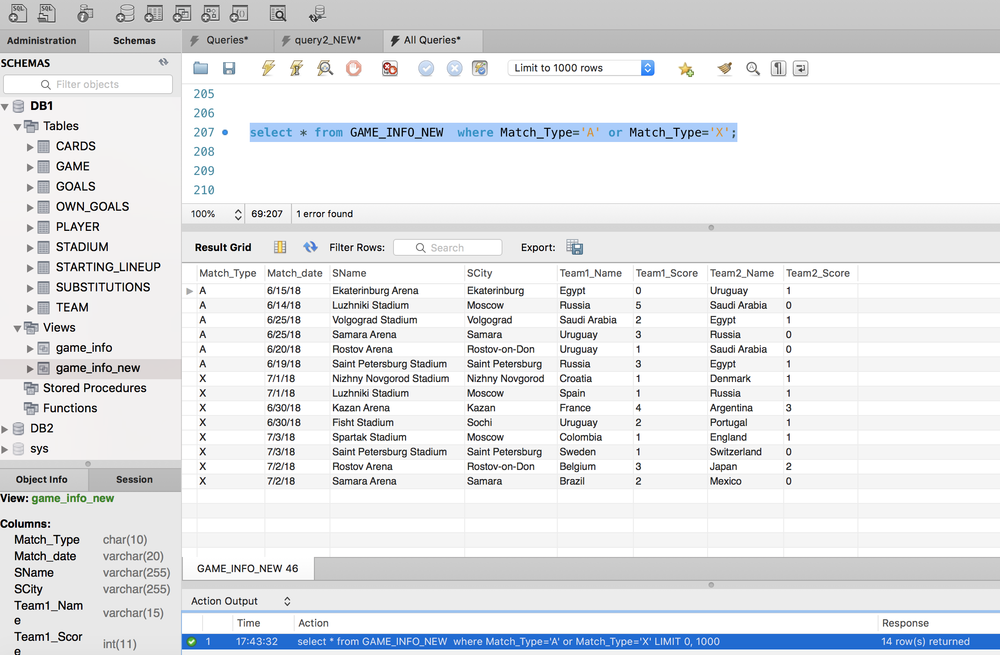 SQL SQL
Administration Schemas Queries* query2_NEW* All Queries*
SCHEMAS
Filter objects
DB1
Tables
CARDS
GAME
GOALS
OWN_GOALS
PLAYER
STADIUM
STARTING_LINEUP
SUBSTITUTIONS
TEAM
Views
game_info
game_info_new
Stored Procedures
Functions
DB2
sys
Object Info Session
View: game_info_new
Columns:
Match_Type char(10)
Match_date varchar(20)
SName varchar(255)
SCity varchar(255)
Team1_Nam
e varchar(15)
Team1_Scor
e int(11)
Limit to 1000 rows
205
206
207 select * from GAME_INFO_NEW  where Match_Type='A' or Match_Type='X';
208
209
210
100% 69:207 1 error found
Result Grid Filter Rows: Search Export:
Match_Type Match_date SName SCity Team1_Name Team1_Score Team2_Name Team2_Score
A 6/15/18 Ekaterinburg Arena Ekaterinburg Egypt 0 Uruguay 1
A 6/14/18 Luzhniki Stadium Moscow Russia 5 Saudi Arabia 0
A 6/25/18 Volgograd Stadium Volgograd Saudi Arabia 2 Egypt 1
A 6/25/18 Samara Arena Samara Uruguay 3 Russia 0
A 6/20/18 Rostov Arena Rostov-on-Don Uruguay 1 Saudi Arabia 0
A 6/19/18 Saint Petersburg Stadium Saint Petersburg Russia 3 Egypt 1
X 7/1/18 Nizhny Novgorod Stadium Nizhny Novgorod Croatia 1 Denmark 1
X 7/1/18 Luzhniki Stadium Moscow Spain 1 Russia 1
X 6/30/18 Kazan Arena Kazan France 4 Argentina 3
X 6/30/18 Fisht Stadium Sochi Uruguay 2 Portugal 1
X 7/3/18 Spartak Stadium Moscow Colombia 1 England 1
X 7/3/18 Saint Petersburg Stadium Saint Petersburg Sweden 1 Switzerland 0
X 7/2/18 Rostov Arena Rostov-on-Don Belgium 3 Japan 2
X 7/2/18 Samara Arena Samara Brazil 2 Mexico 0
GAME_INFO_NEW 46
Action Output
Time Action Response
1 17:43:32 select * from GAME_INFO_NEW  where Match_Type='A' or Match_Type='X' LIMIT 0, 1000 14 row(s) returned